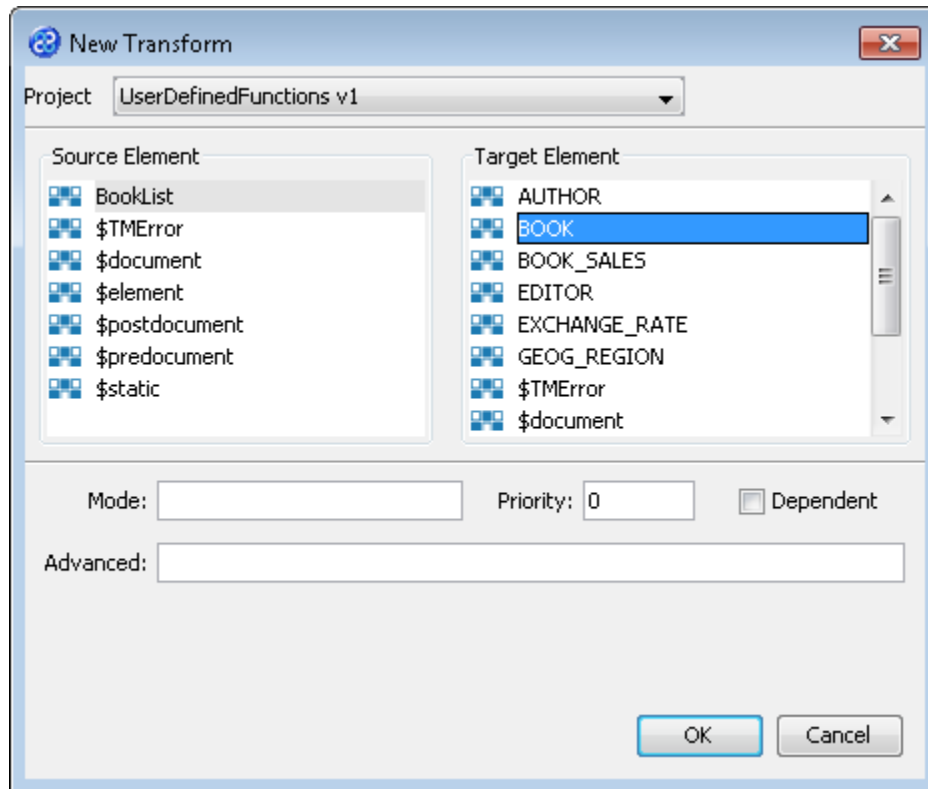 New Transform
Project UserDefinedFunctions v1
Source Element
BookList
$TMError
$document
$element
$postdocument
$predocument
$static
Target Element
AUTHOR
BOOK
BOOK_SALES
EDITOR
EXCHANGE_RATE
GEOG_REGION
$TMError
$document
Mode: Priority: 0 Dependent
Advanced:
OK Cancel